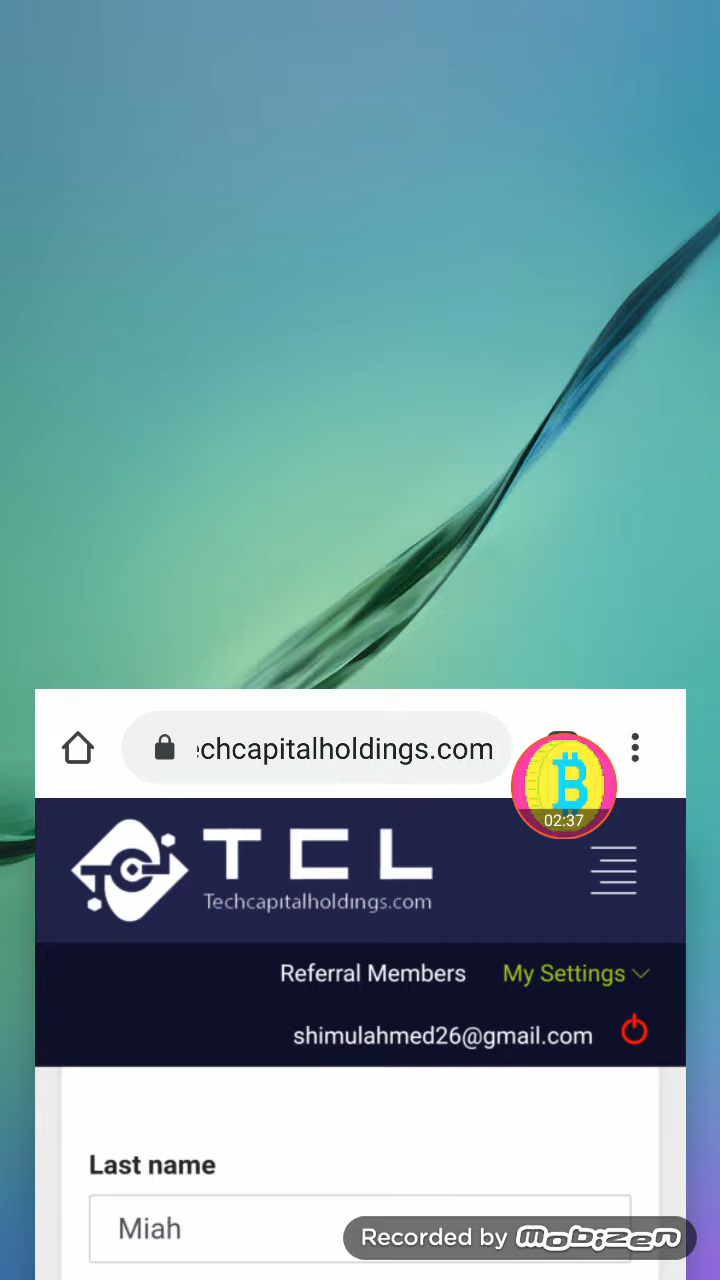 echcapitalholdings.com
02:37
TCL
Techcapitalholdings.com
Referral Members My Settings
shimulahmed26@gmail.com
Last name
Miah
Recorded by mobizen